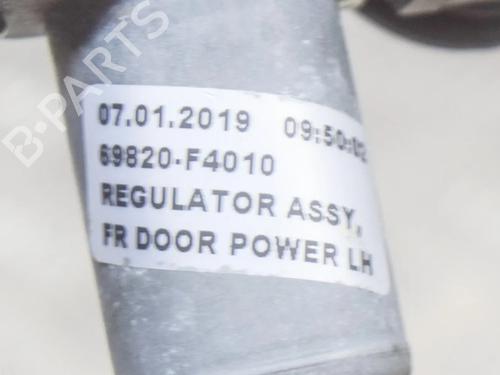 B-PARTS
07.01.2019 09:50:02
69820-F4010
REGULATOR ASSY,
FR DOOR POWER LH